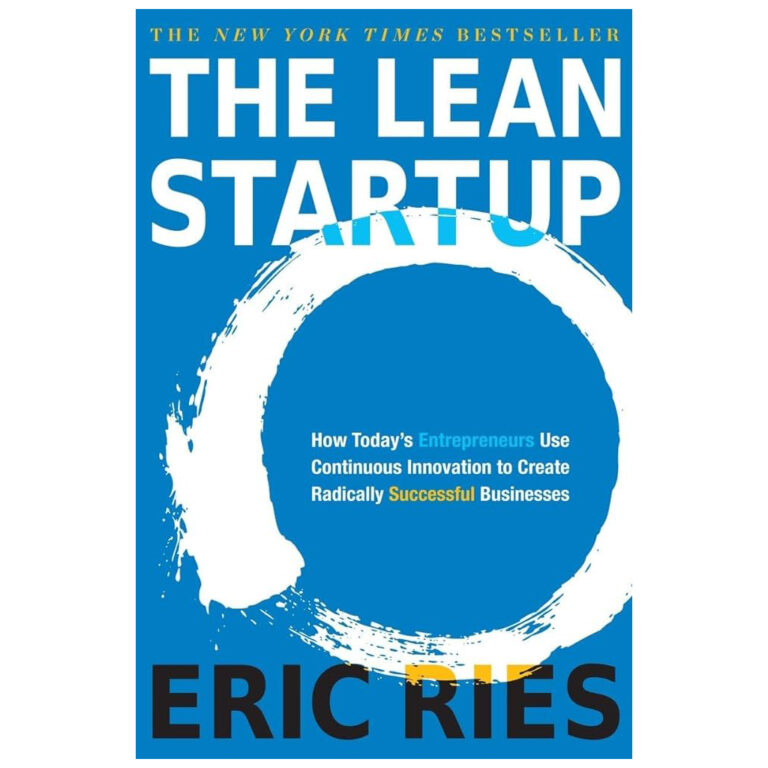 THE NEW YORK TIMES BESTSELLER
THE LEAN
STARTUP
How Today's Entrepreneurs Use
Continuous Innovation to Create
Radically Successful Businesses
ERIC RIES